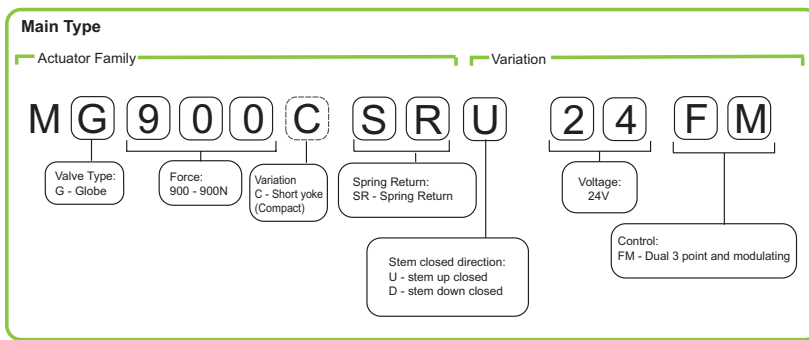 Main Type
Actuator Family
Variation
M G 9 0 0 C S R U 2 4 F M
Valve Type:
G - Globe
Force:
900 - 900N
Variation
C - Short yoke
(Compact)
Spring Return:
SR - Spring Return
Stem closed direction:
U - stem up closed
D - stem down closed
Voltage:
24V
Control:
FM - Dual 3 point and modulating